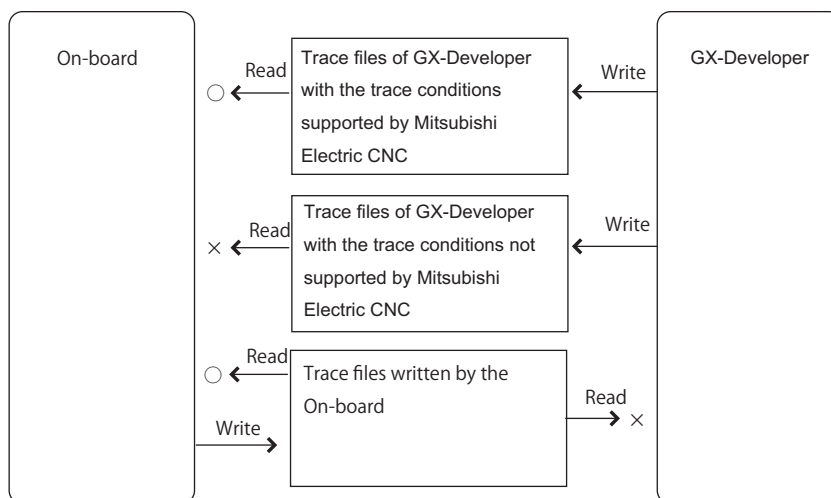 On-board
GX-Developer
Read
○
Trace files of GX-Developer
with the trace conditions
supported by Mitsubishi
Electric CNC
Write
Read
×
Trace files of GX-Developer
with the trace conditions not
supported by Mitsubishi
Electric CNC
Write
Read
○
Write
Trace files written by the
On-board
Read
×